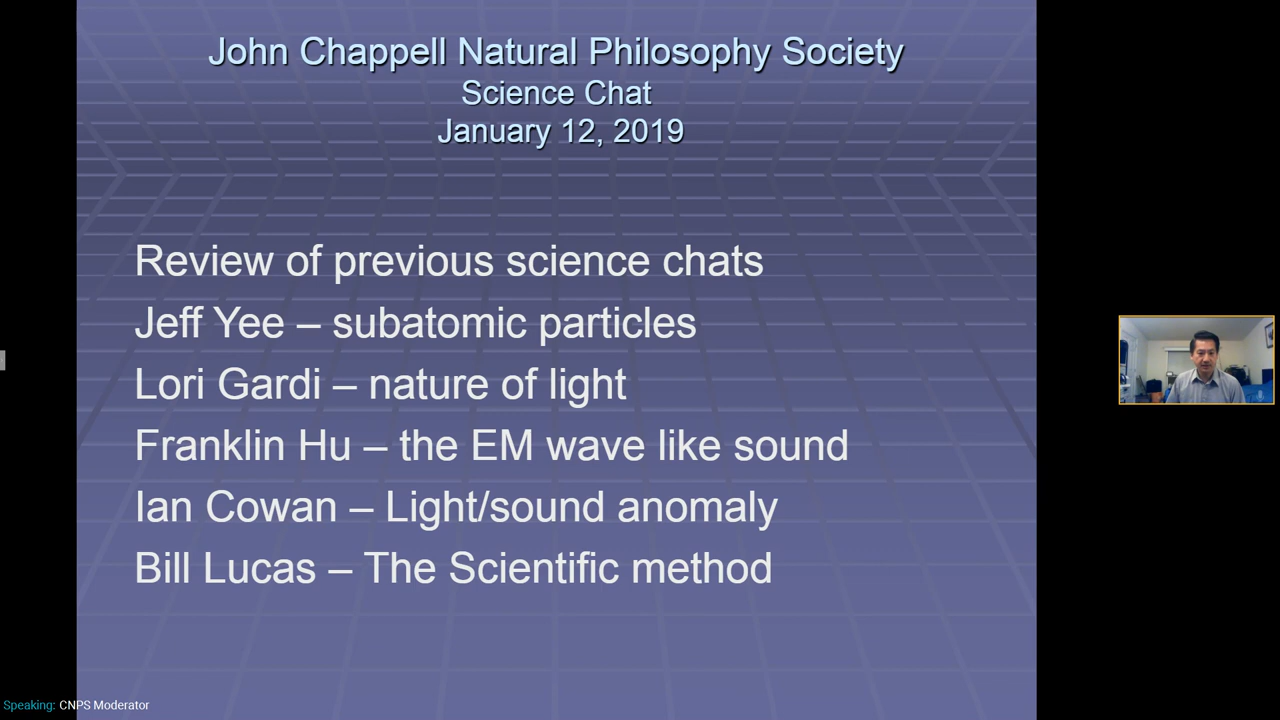 John Chappell Natural Philosophy Society
Science Chat
January 12, 2019
Review of previous science chats
Jeff Yee – subatomic particles
Lori Gardi – nature of light
Franklin Hu – the EM wave like sound
Ian Cowan – Light/sound anomaly
Bill Lucas – The Scientific method
Speaking: CNPS Moderator